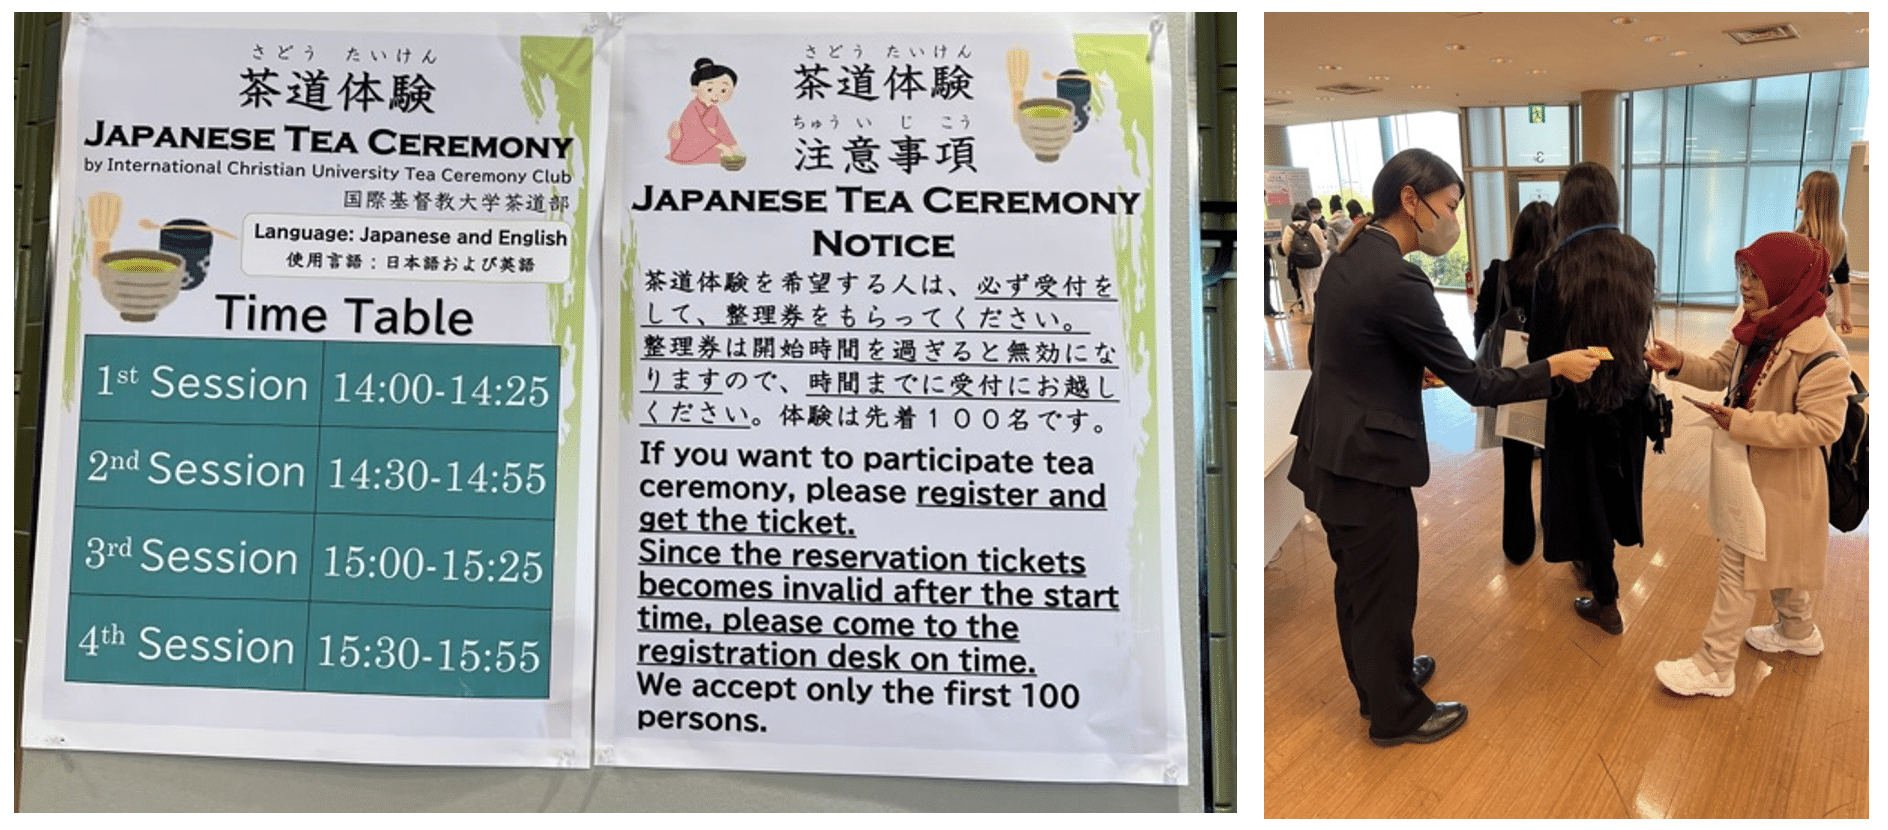 さどう たいけん
茶道体験
JAPANESE TEA CEREMONY
by International Christian University Tea Ceremony Club
国際基督教大学茶道部
Language: Japanese and English
使用言語：日本語および英語
Time Table
1st Session 14:00-14:25
2nd Session 14:30-14:55
3rd Session 15:00-15:25
4th Session 15:30-15:55
さどう たいけん
茶道体験
ちゅう い じ こう
注意事項
JAPANESE TEA CEREMONY
NOTICE
茶道体験を希望する人は、必ず受付を
して、整理券をもらってください。
整理券は開始時間を過ぎると無効にな
りますので、時間までに受付にお越し
ください。体験は先着１００名です。
If you want to participate tea
ceremony, please register and
get the ticket.
Since the reservation tickets
becomes invalid after the start
time, please come to the
registration desk on time.
We accept only the first 100
persons.